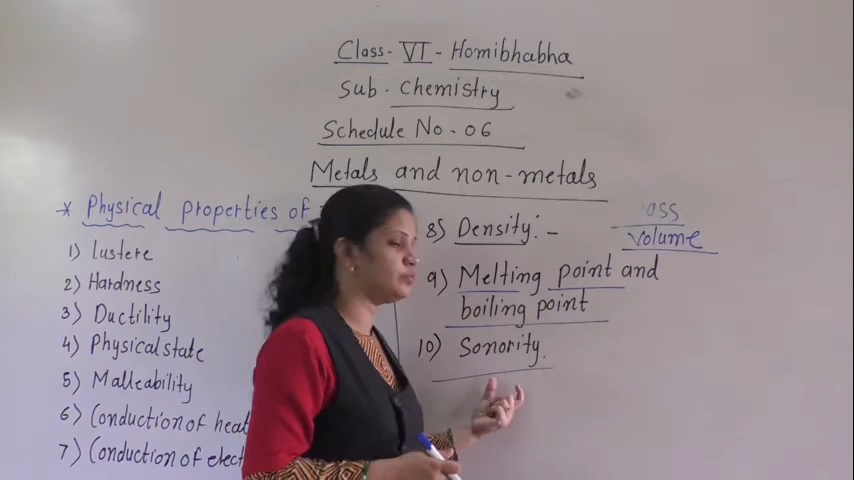 Class - VI - Homibhabha
Sub. Chemistry
Schedule No - 06
Metals and non-metals
* Physical properties of
1) Lustere
2) Hardness
3) Ductility
4) Physical state
5) Malleability
6) Conduction of heat
7) Conduction of elect
8) Density :-
ass
volume
9) Melting point and
boiling point
10) Sonority.